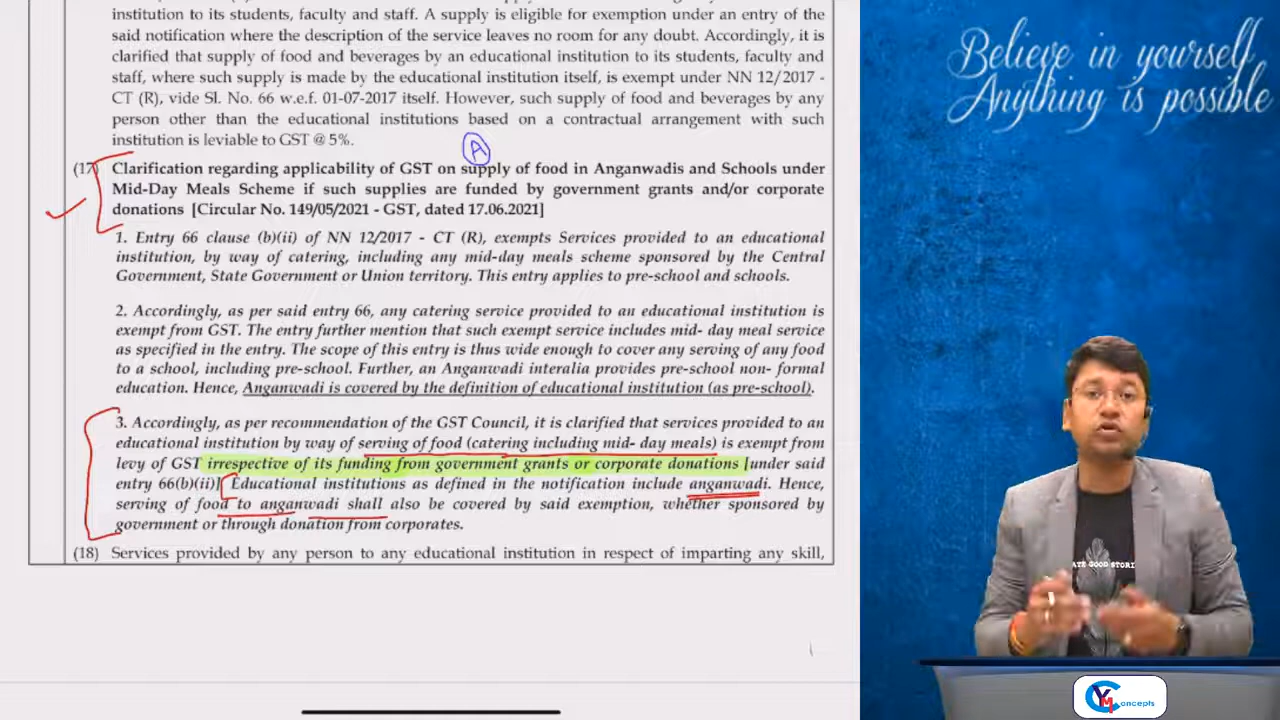 institution to its students, faculty and staff. A supply is eligible for exemption under an entry of the
said notification where the description of the service leaves no room for any doubt. Accordingly, it is
clarified that supply of food and beverages by an educational institution to its students, faculty and
staff, where such supply is made by the educational institution itself, is exempt under NN 12/2017 -
CT (R), vide Sl. No. 66 w.e.f. 01-07-2017 itself. However, such supply of food and beverages by any
person other than the educational institutions based on a contractual arrangement with such
institution is leviable to GST @ 5%.
A
(17) Clarification regarding applicability of GST on supply of food in Anganwadis and Schools under
Mid-Day Meals Scheme if such supplies are funded by government grants and/or corporate
donations [Circular No. 149/05/2021 - GST, dated 17.06.2021]
1. Entry 66 clause (b)(ii) of NN 12/2017 - CT (R), exempts Services provided to an educational
institution, by way of catering, including any mid-day meals scheme sponsored by the Central
Government, State Government or Union territory. This entry applies to pre-school and schools.
2. Accordingly, as per said entry 66, any catering service provided to an educational institution is
exempt from GST. The entry further mention that such exempt service includes mid- day meal service
as specified in the entry. The scope of this entry is thus wide enough to cover any serving of any food
to a school, including pre-school. Further, an Anganwadi interalia provides pre-school non- formal
education. Hence, Anganwadi is covered by the definition of educational institution (as pre-school).
3. Accordingly, as per recommendation of the GST Council, it is clarified that services provided to an
educational institution by way of serving of food (catering including mid- day meals) is exempt from
levy of GST irrespective of its funding from government grants or corporate donations [under said
entry 66(b)(ii)] Educational institutions as defined in the notification include anganwadi. Hence,
serving of food to anganwadi shall also be covered by said exemption, whether sponsored by
government or through donation from corporates.
(18) Services provided by any person to any educational institution in respect of imparting any skill,
Believe in yourself
Anything is possible
ATE GOOD STORI
YM
Concepts